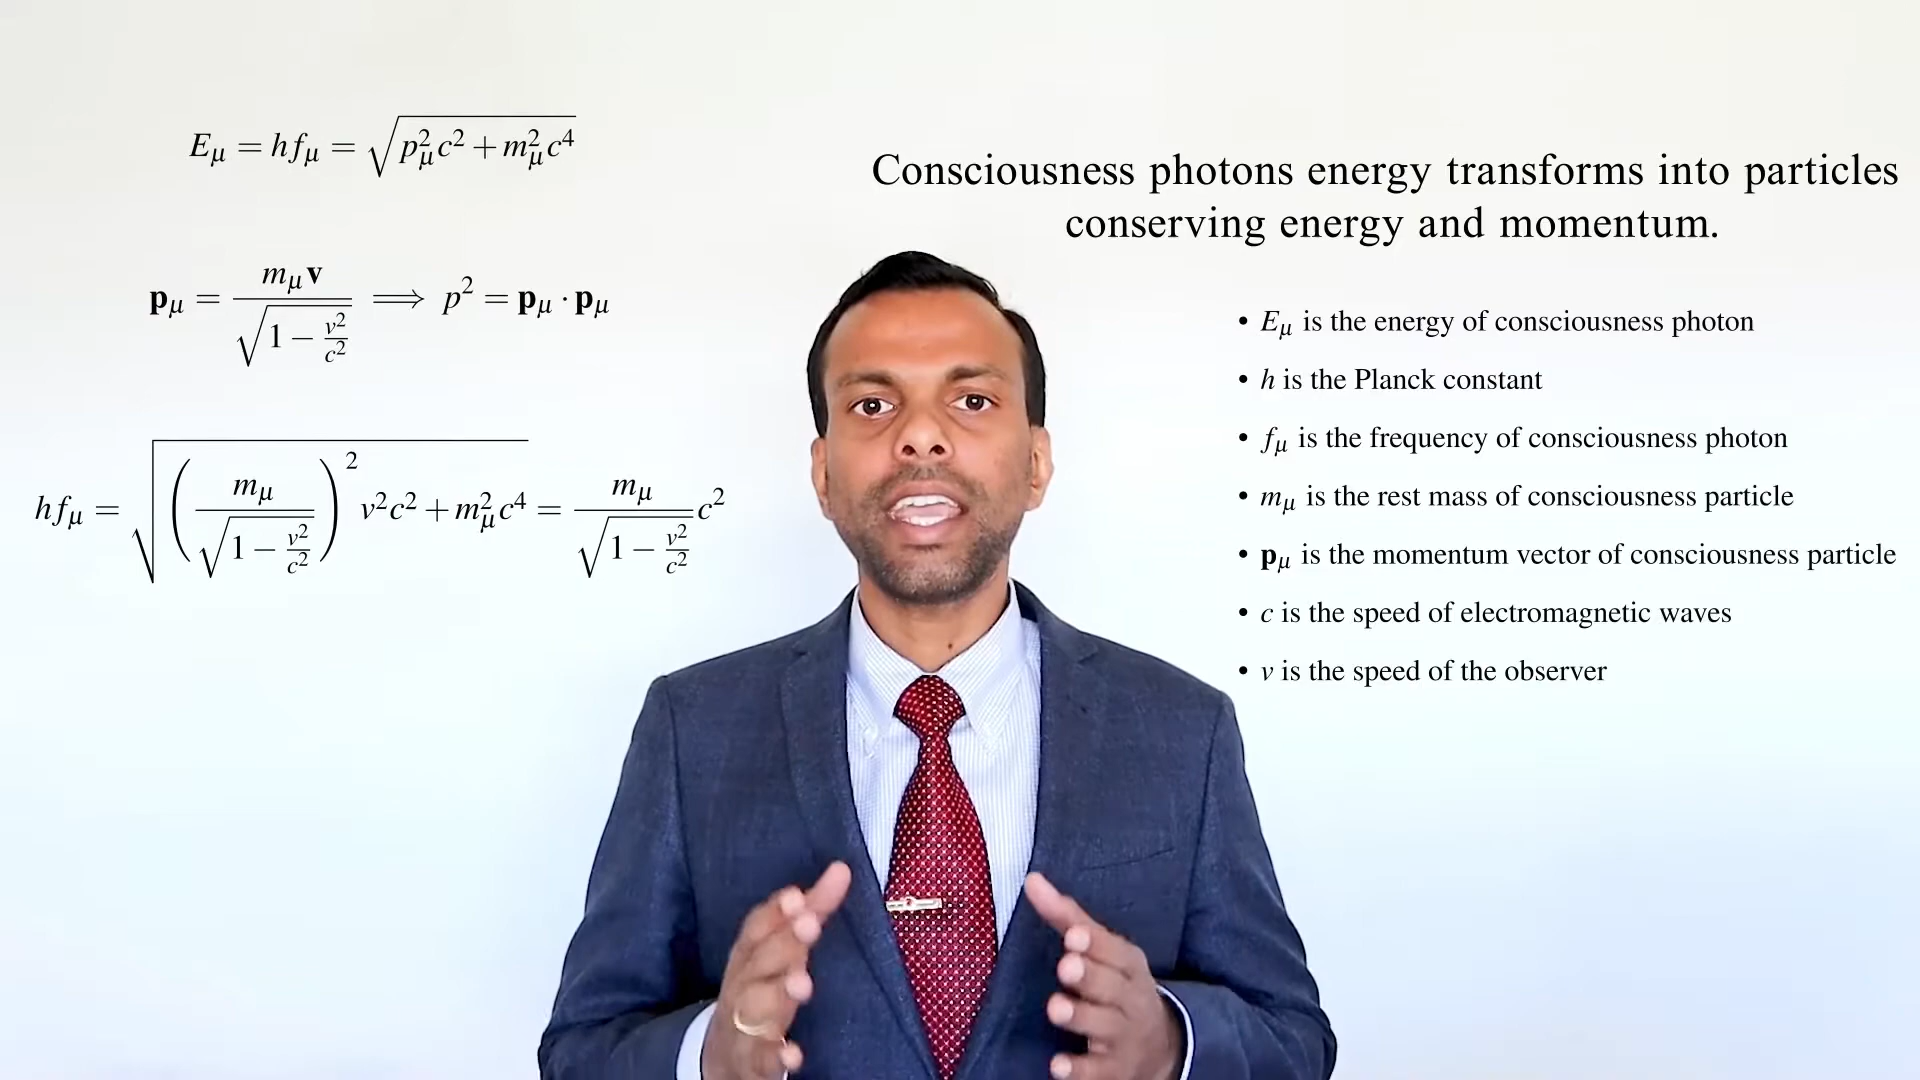 E_μ = hf_μ = √(p_μ²c² + m_μ²c⁴)
𝐩_μ = m_μ𝐯 / √(1 − v²/c²) ⟹ p² = 𝐩_μ · 𝐩_μ
hf_μ = √((m_μ / √(1 − v²/c²))² v²c² + m_μ²c⁴) = m_μ / √(1 − v²/c²) c²
Consciousness photons energy transforms into particles
conserving energy and momentum.
• E_μ is the energy of consciousness photon
• h is the Planck constant
• f_μ is the frequency of consciousness photon
• m_μ is the rest mass of consciousness particle
• 𝐩_μ is the momentum vector of consciousness particle
• c is the speed of electromagnetic waves
• v is the speed of the observer